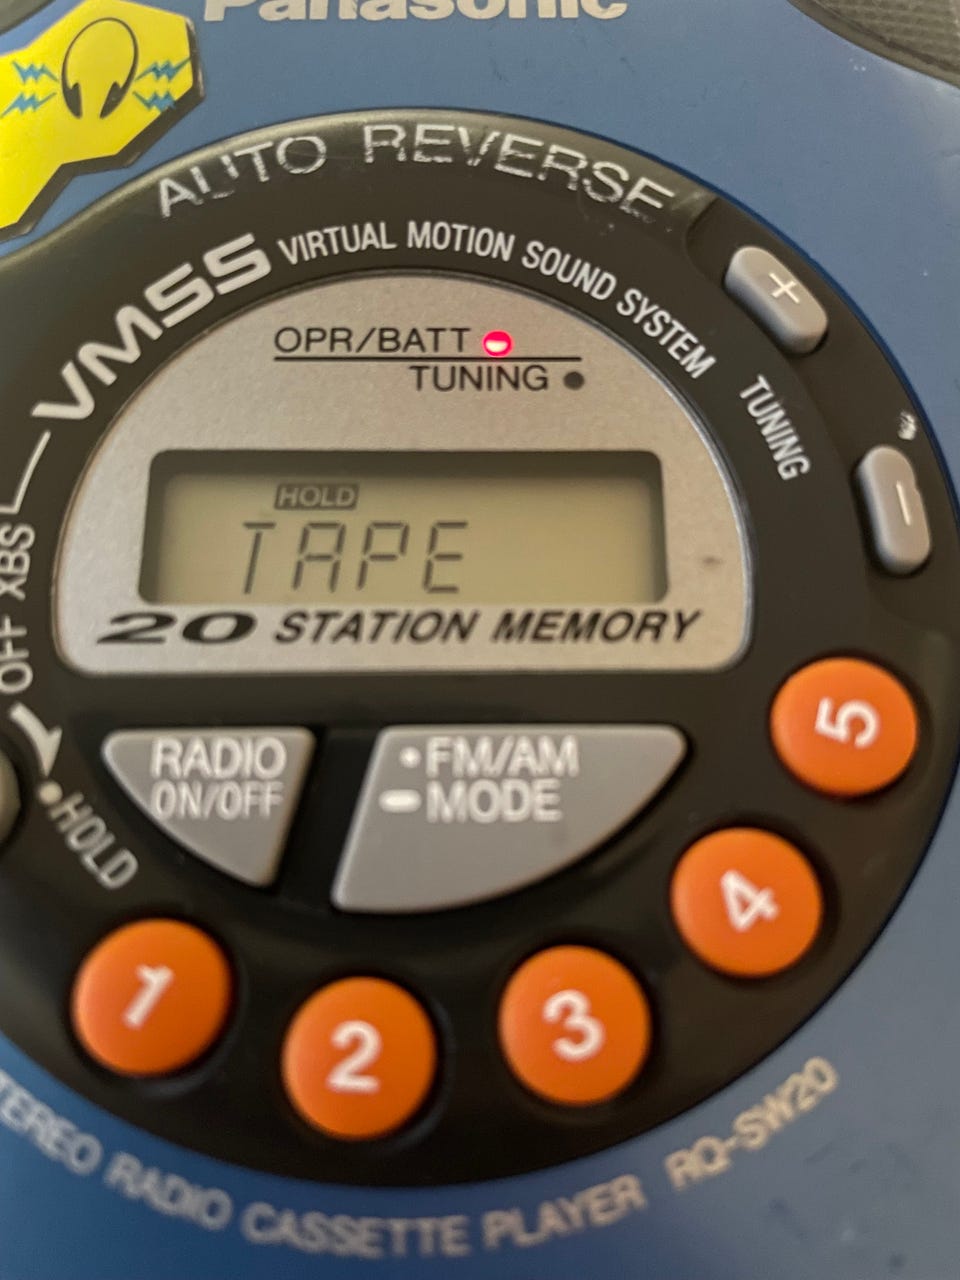 Panasonic
AUTO REVERSE
VMSS VIRTUAL MOTION SOUND SYSTEM
+
TUNING
-
OPR/BATT
TUNING
HOLD
TAPE
20 STATION MEMORY
XBS
OFF
HOLD
RADIO
ON/OFF
• FM/AM
– MODE
1
2
3
4
5
STEREO RADIO CASSETTE PLAYER RQ-SW20